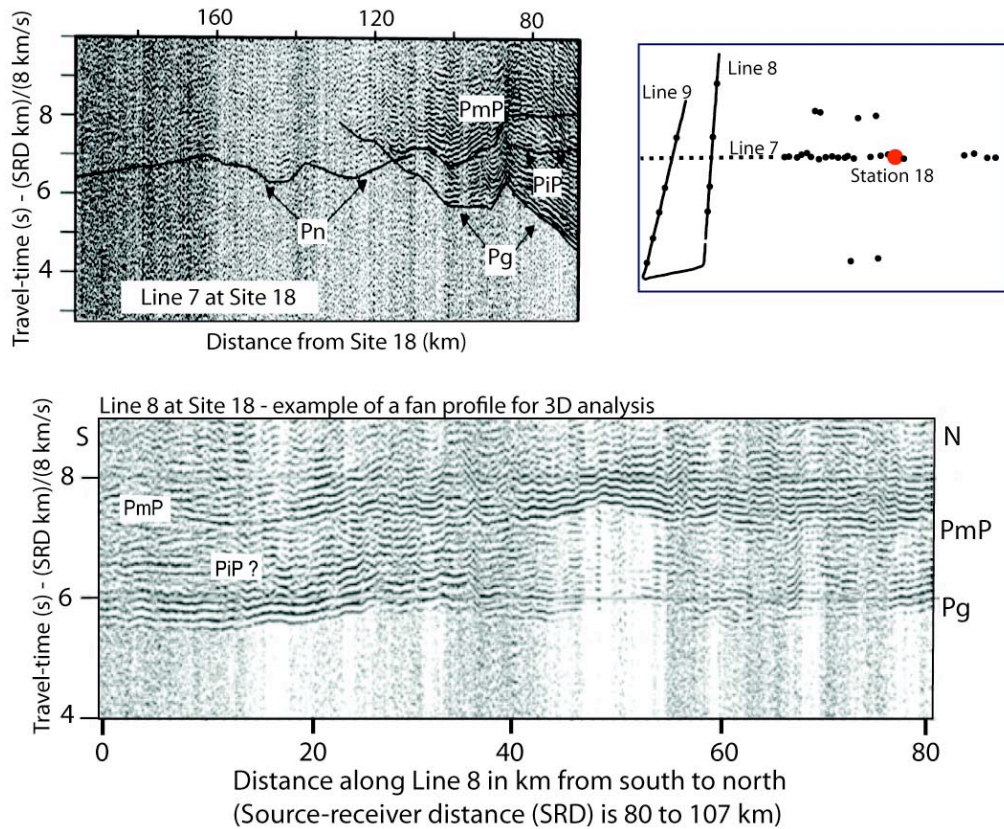 160
120
80
Travel-time (s) - (SRD km)/(8 km/s)
8
6
4
PmP
PiP
Pn
Pg
Line 7 at Site 18
Distance from Site 18 (km)
Line 8
Line 9
Line 7
Station 18
Line 8 at Site 18 - example of a fan profile for 3D analysis
S
N
Travel-time (s) - (SRD km)/(8 km/s)
8
6
4
PmP
PiP ?
PmP
Pg
0
20
40
60
80
Distance along Line 8 in km from south to north
(Source-receiver distance (SRD) is 80 to 107 km)